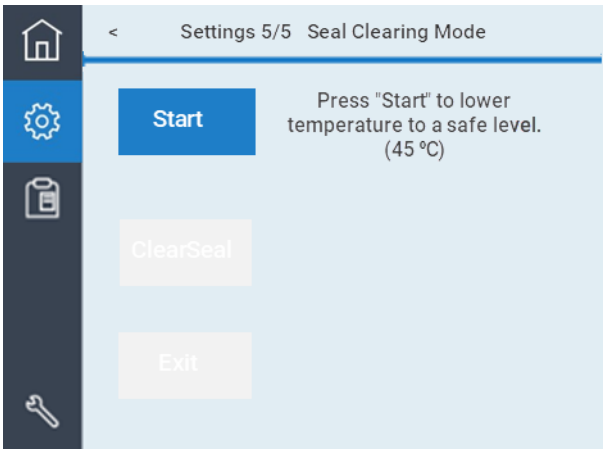 < Settings 5/5 Seal Clearing Mode
Start
Press "Start" to lower
temperature to a safe level.
(45 ºC)
ClearSeal
Exit